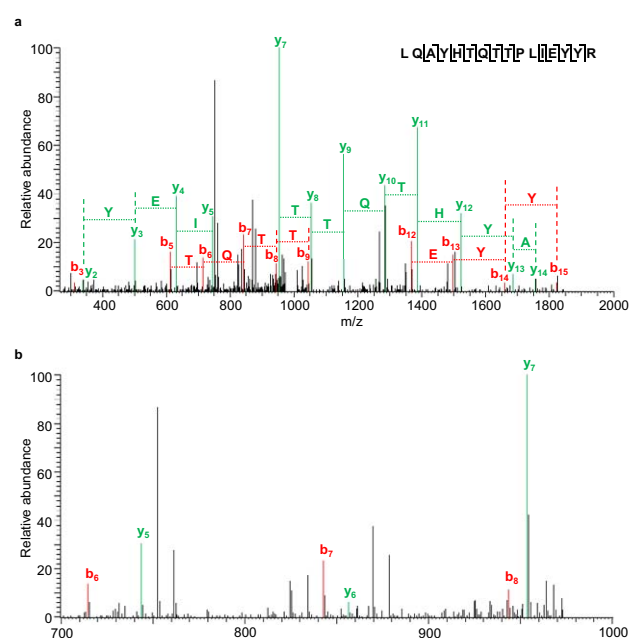 a
L Q A Y H T Q T T P L I E Y Y R
Relative abundance
100
80
60
40
20
0
y7
y11
y9
y4
y10
T
y8
y12
Y
E
y5
I
y3
T
T
Q
H
Y
A
Y
b3
y2
b5
T
b6
Q
b7
T
b8
T
b9
b12
E
b13
Y
b14
y13
y14
b15
400 600 800 1000 1200 1400 1600 1800 2000
m/z
b
Relative abundance
100
80
60
40
20
0
y7
y5
b7
b6
y6
b8
700 800 900 1000